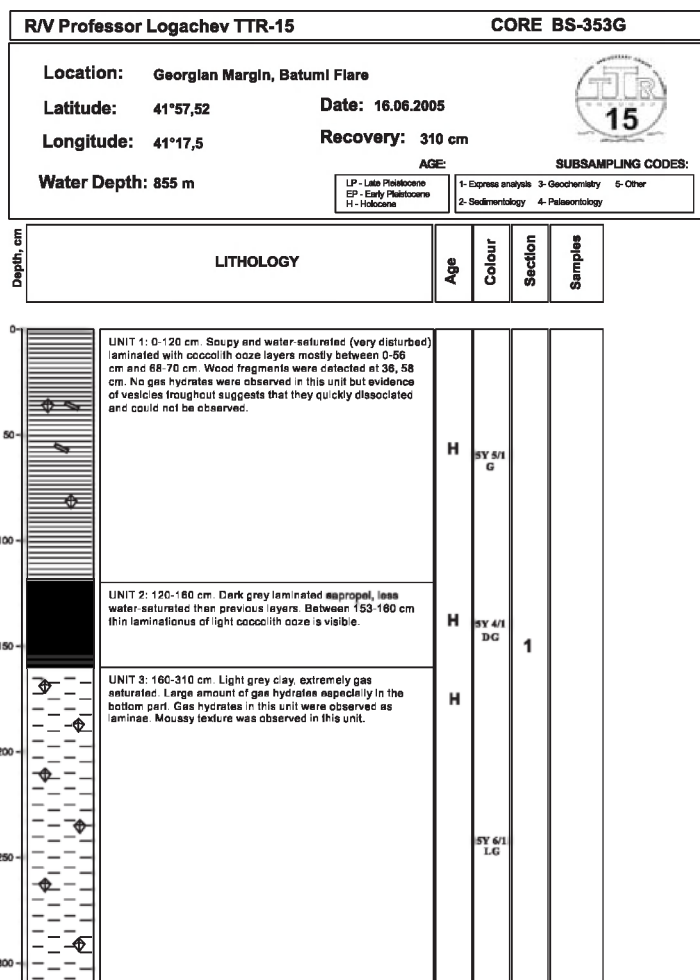 R/V Professor Logachev TTR-15 CORE BS-353G
Location: Georgian Margin, Batumi Flare
Latitude: 41°57,52 Date: 16.06.2005
Longitude: 41°17,5 Recovery: 310 cm
Water Depth: 855 m
TTR
15
AGE:
LP - Late Pleistocene
EP - Early Pleistocene
H - Holocene
SUBSAMPLING CODES:
1- Express analysis 3- Geochemistry 5- Other
2- Sedimentology 4- Palaeontology
Depth, cm
LITHOLOGY
Age
Colour
Section
Samples
0
UNIT 1: 0-120 cm. Soupy and water-saturated (very disturbed)
laminated with coccolith ooze layers mostly between 0-56
cm and 68-70 cm. Wood fragments were detected at 36, 58
cm. No gas hydrates were observed in this unit but evidence
of vesicles troughout suggests that they quickly dissociated
and could not be observed.
50
H
5Y 5/1
G
100
UNIT 2: 120-160 cm. Dark grey laminated sapropel, less
water-saturated than previous layers. Between 153-160 cm
thin laminationus of light coccolith ooze is visible.
H
5Y 4/1
DG
1
150
UNIT 3: 160-310 cm. Light grey clay, extremely gas
saturated. Large amount of gas hydrates especially in the
bottom part. Gas hydrates in this unit were observed as
laminae. Moussy texture was observed in this unit.
H
200
5Y 6/1
LG
250
300